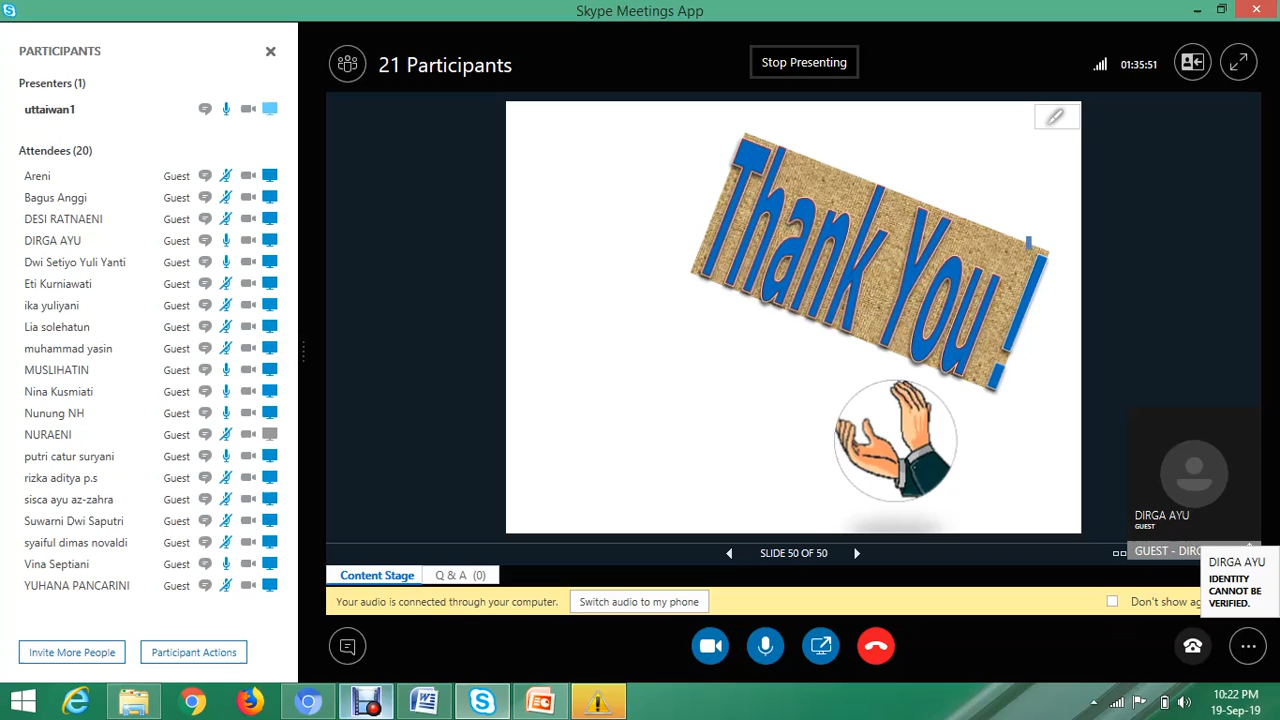 Skype Meetings App
PARTICIPANTS
Presenters (1)
uttaiwan1
Attendees (20)
Areni Guest
Bagus Anggi Guest
DESI RATNAENI Guest
DIRGA AYU Guest
Dwi Setiyo Yuli Yanti Guest
Eti Kurniawati Guest
ika yuliyani Guest
Lia solehatun Guest
muhammad yasin Guest
MUSLIHATIN Guest
Nina Kusmiati Guest
Nunung NH Guest
NURAENI Guest
putri catur suryani Guest
rizka aditya p.s Guest
sisca ayu az-zahra Guest
Suwarni Dwi Saputri Guest
syaiful dimas novaldi Guest
Vina Septiani Guest
YUHANA PANCARINI Guest
Invite More People
Participant Actions
21 Participants
Stop Presenting
01:35:51
Thank You !
DIRGA AYU
GUEST
GUEST - DIRG
DIRGA AYU
IDENTITY
CANNOT BE
VERIFIED.
SLIDE 50 OF 50
Content Stage
Q & A (0)
Your audio is connected through your computer.
Switch audio to my phone
Don't show ag
10:22 PM
19-Sep-19